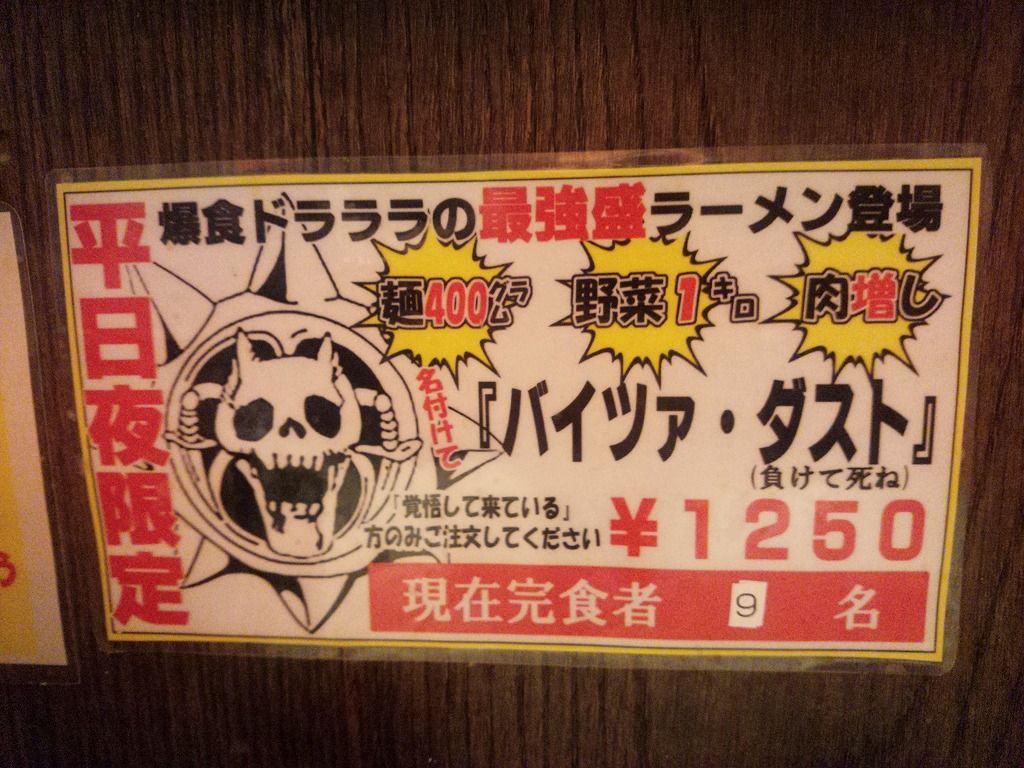 平日夜限定
爆食ドラララの最強盛ラーメン登場
麺400グラム
野菜1キロ
肉増し
名付けて
『バイツァ・ダスト』
(負けて死ね)
「覚悟して来ている」
方のみご注文してください
¥1250
現在完食者 9 名